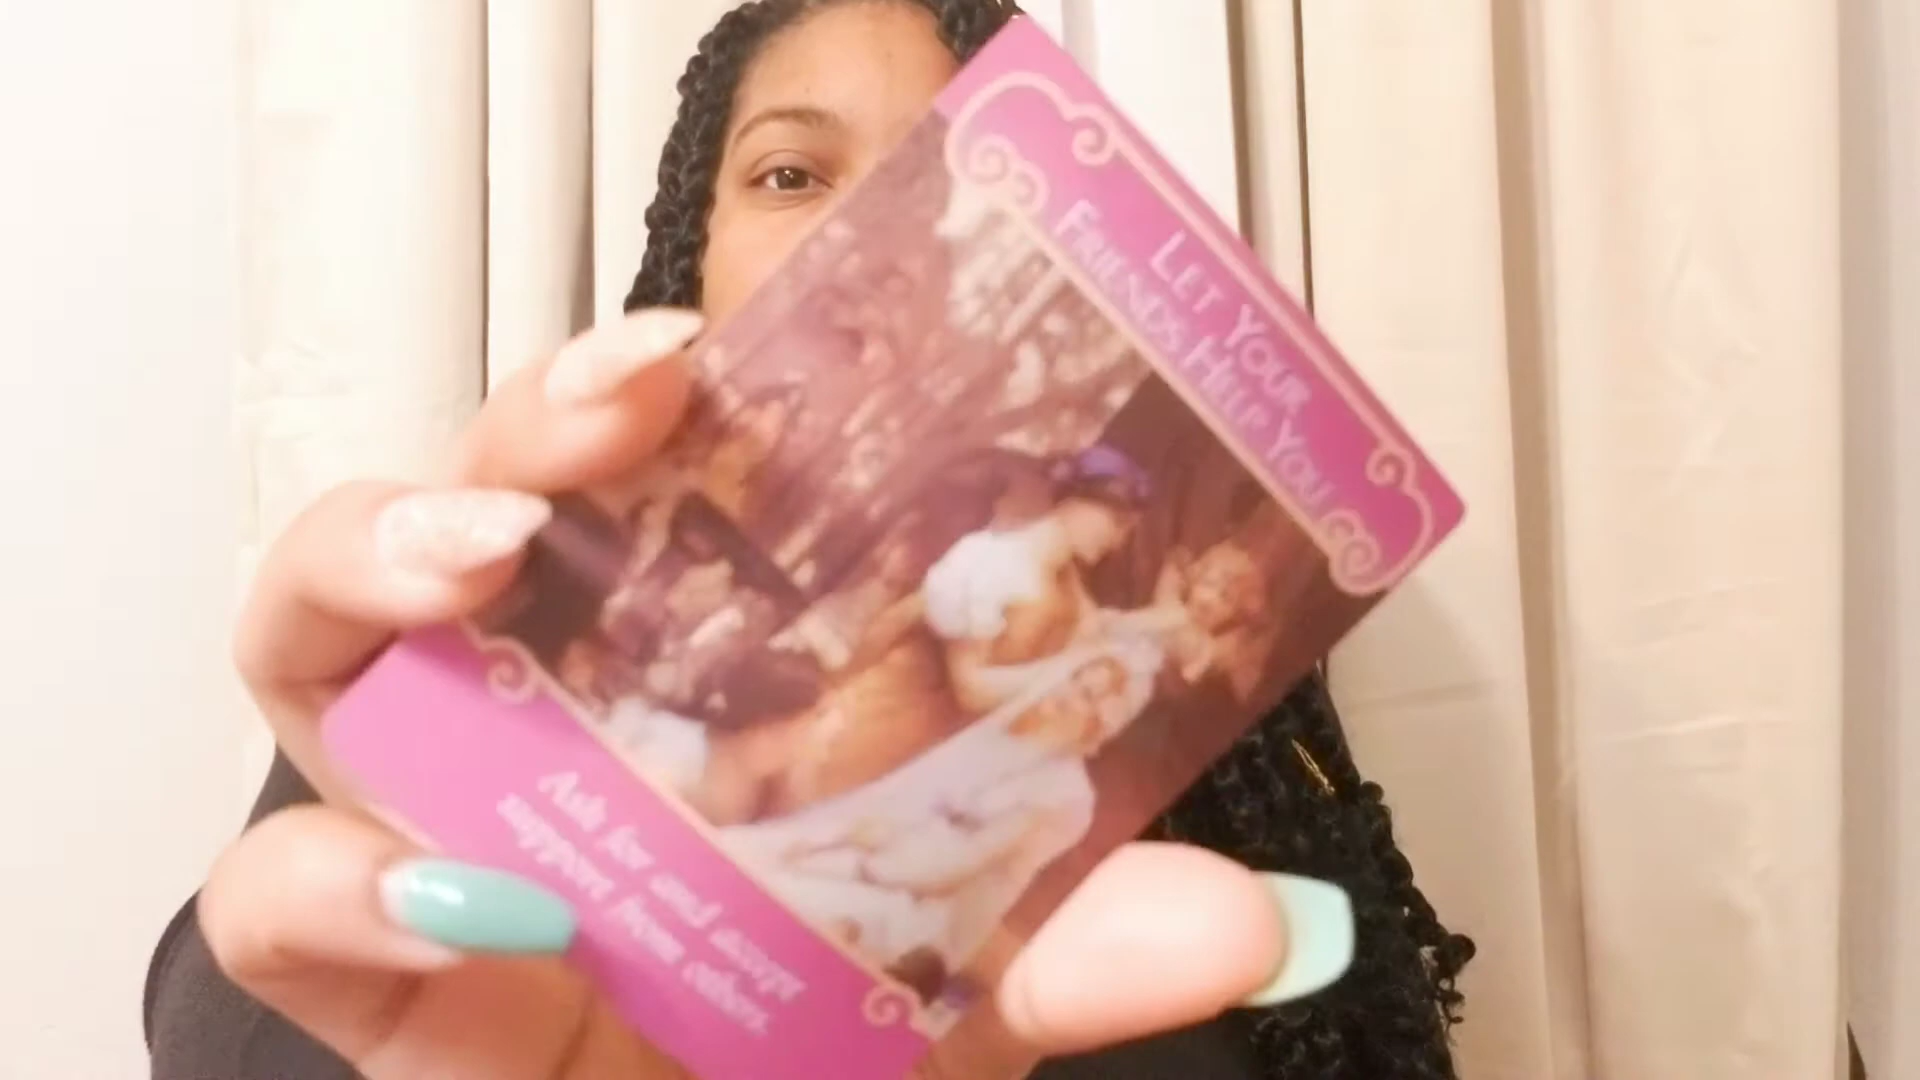 LET YOUR
FRIENDS HELP YOU
Ask for and accept
support from others.